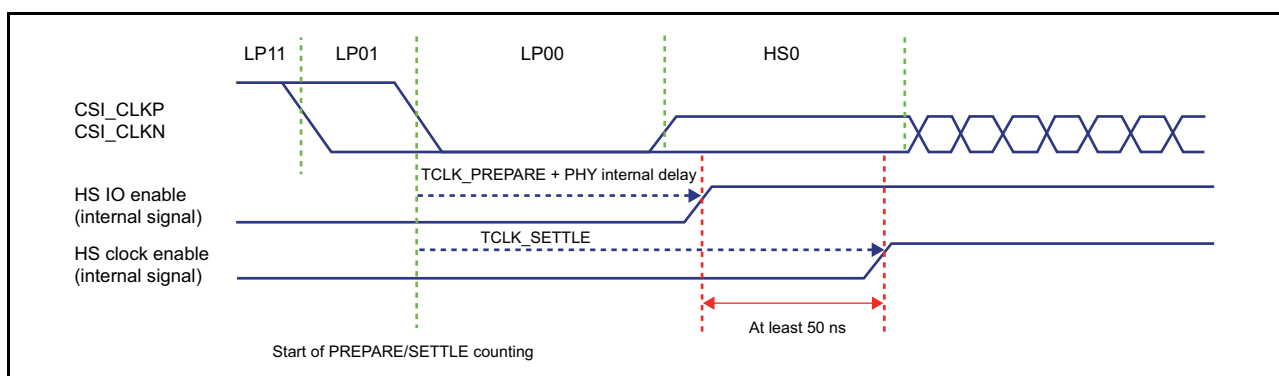 LP11 LP01 LP00 HS0
CSI_CLKP
CSI_CLKN
TCLK_PREPARE + PHY internal delay
HS IO enable
(internal signal)
TCLK_SETTLE
HS clock enable
(internal signal)
At least 50 ns
Start of PREPARE/SETTLE counting